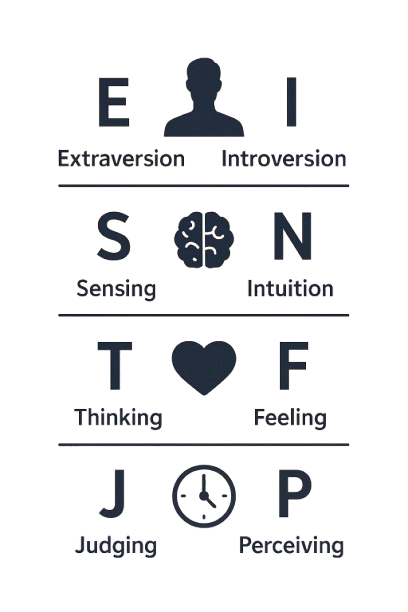 E I
Extraversion Introversion
S N
Sensing Intuition
T F
Thinking Feeling
J P
Judging Perceiving